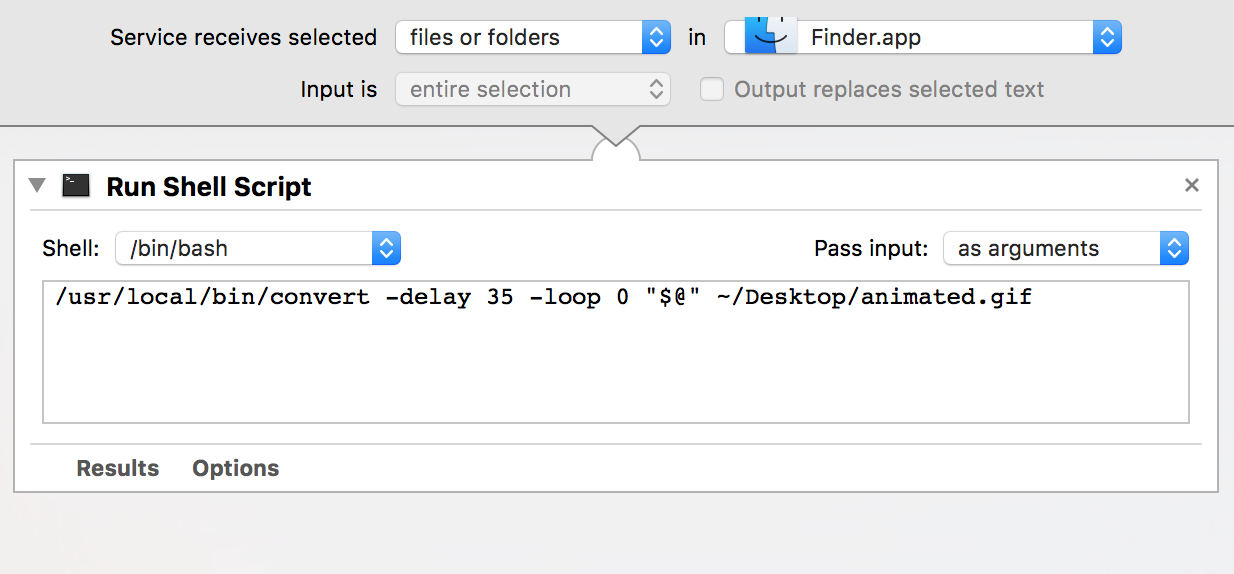 Service receives selected files or folders in Finder.app
Input is entire selection Output replaces selected text
Run Shell Script
Shell: /bin/bash Pass input: as arguments
/usr/local/bin/convert -delay 35 -loop 0 "$@" ~/Desktop/animated.gif
Results Options